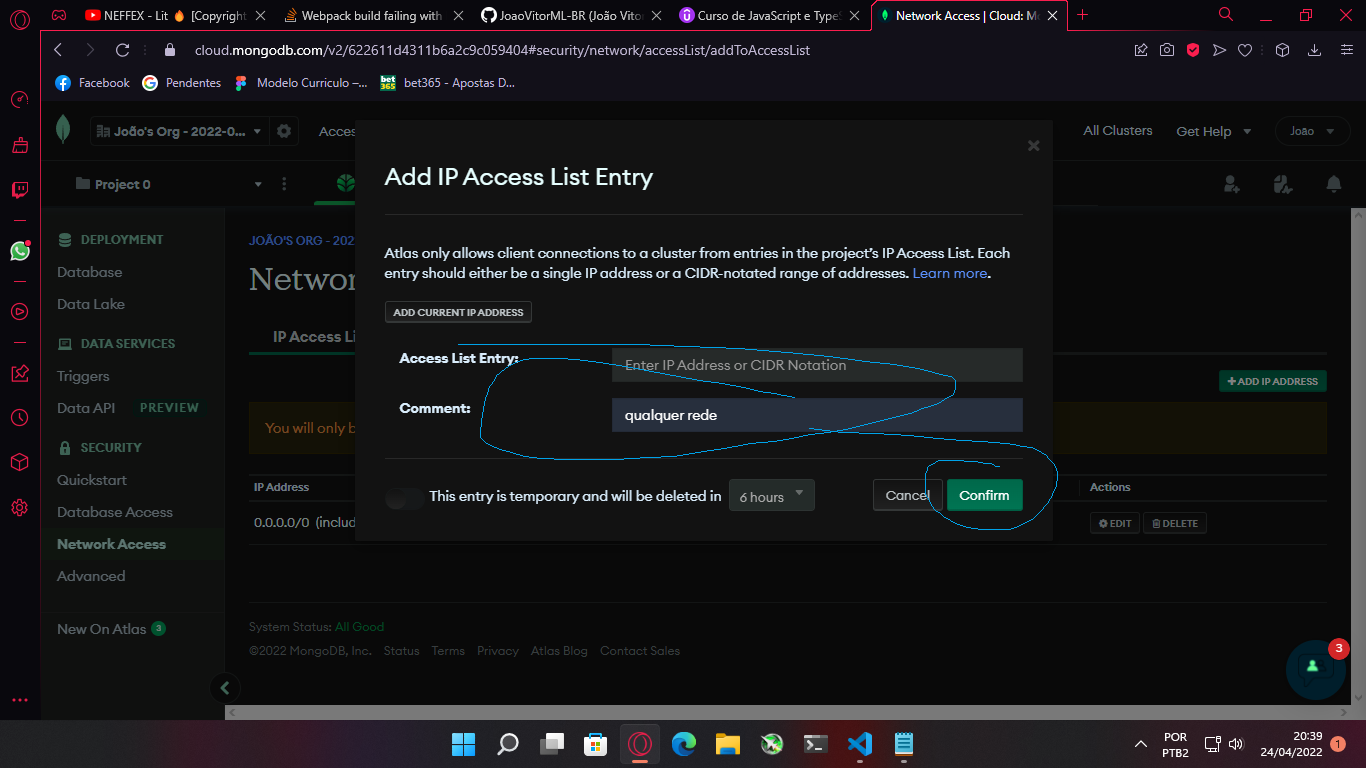 NEFFEX - Lit 🔥 [Copyright
Webpack build failing with
JoaoVitorML-BR (João Vitor
Curso de JavaScript e TypeS
Network Access | Cloud: Mo
cloud.mongodb.com/v2/622611d4311b6a2c9c059404#security/network/accessList/addToAccessList
Facebook
Pendentes
Modelo Curriculo –...
bet365
bet365 - Apostas D...
João's Org - 2022-0...
Acces
All Clusters
Get Help
João
Project 0
Add IP Access List Entry
Atlas only allows client connections to a cluster from entries in the project's IP Access List. Each
entry should either be a single IP address or a CIDR-notated range of addresses. Learn more.
ADD CURRENT IP ADDRESS
Access List Entry:
Enter IP Address or CIDR Notation
Comment:
qualquer rede
This entry is temporary and will be deleted in
6 hours
Cancel
Confirm
DEPLOYMENT
Database
Data Lake
DATA SERVICES
Triggers
Data API
PREVIEW
SECURITY
Quickstart
Database Access
Network Access
Advanced
New On Atlas
3
JOÃO'S ORG - 202
Networ
IP Access Li
+ ADD IP ADDRESS
You will only b
IP Address
Actions
0.0.0.0/0 (includ
EDIT
DELETE
System Status: All Good
©2022 MongoDB, Inc.
Status
Terms
Privacy
Atlas Blog
Contact Sales
3
POR
PTB2
20:39
24/04/2022
1